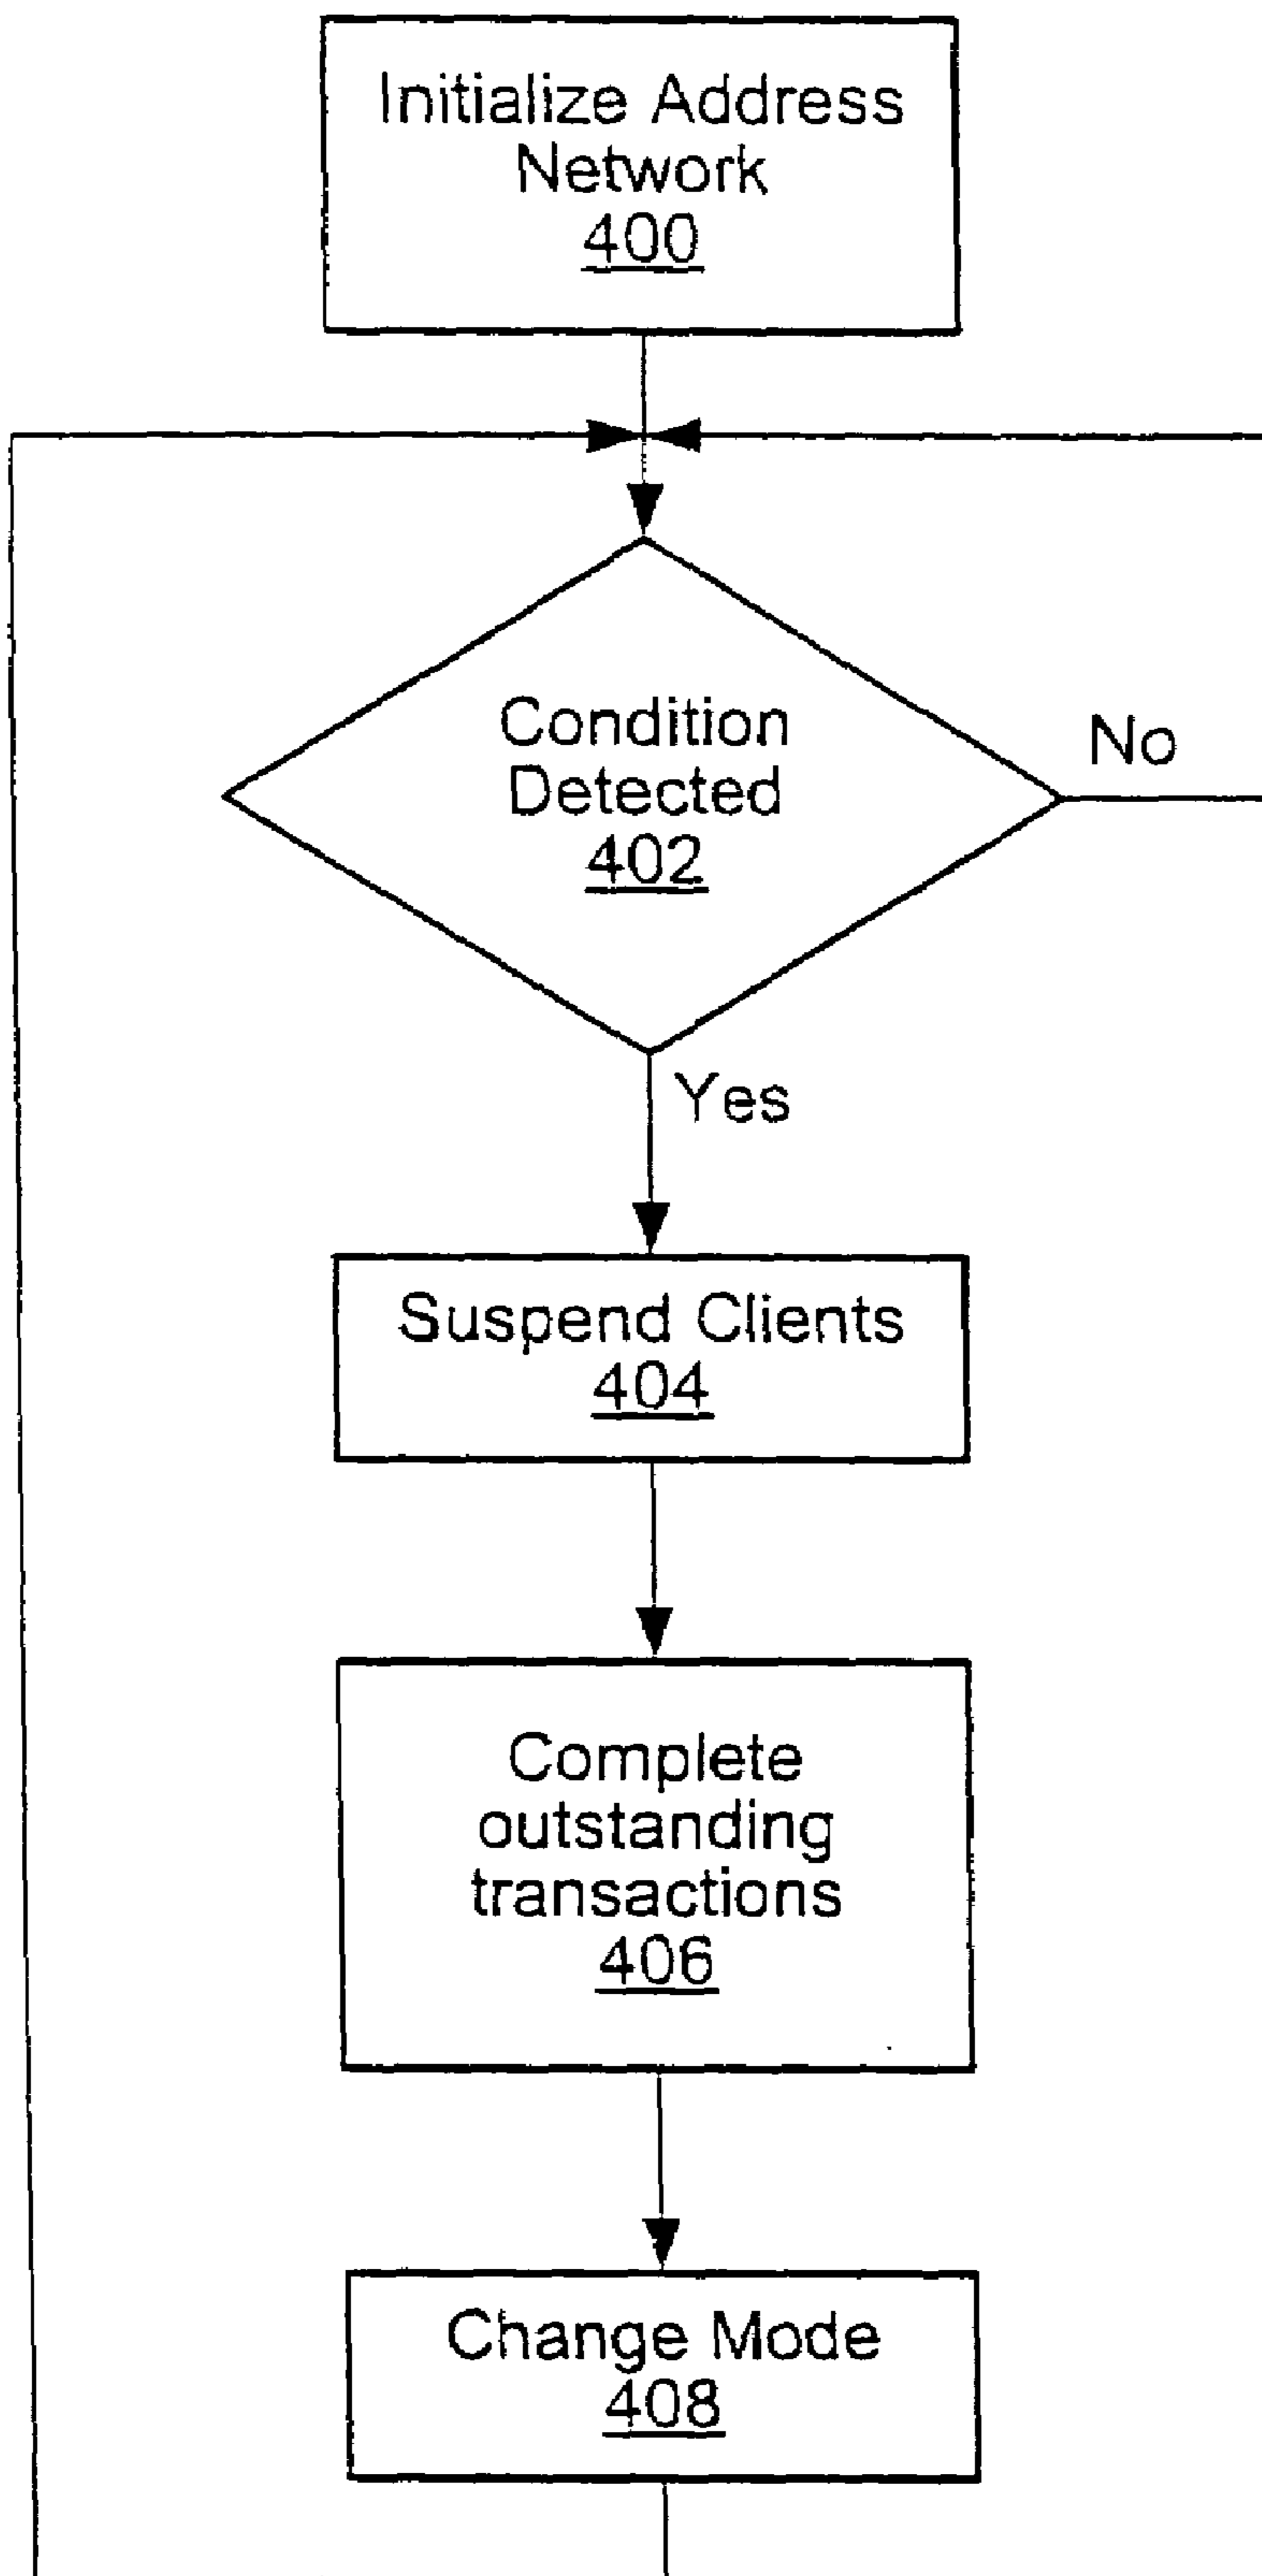 Initialize Address
Network
400
Condition
Detected
402
No
Yes
Suspend Clients
404
Complete
outstanding
transactions
406
Change Mode
408